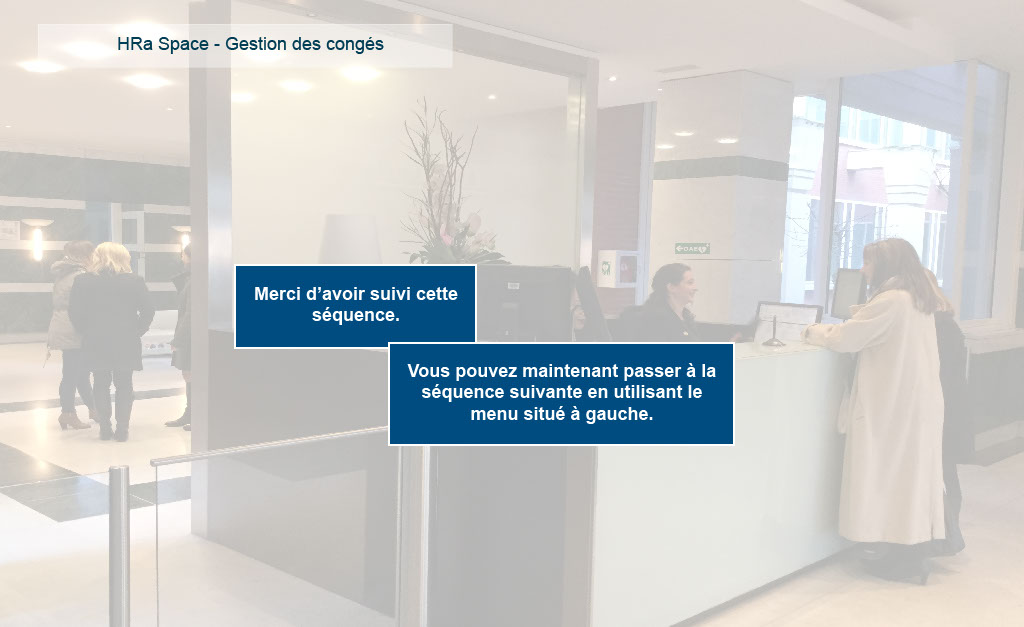 HRa Space - Gestion des congés
Merci d’avoir suivi cette
séquence.
Vous pouvez maintenant passer à la
séquence suivante en utilisant le
menu situé à gauche.